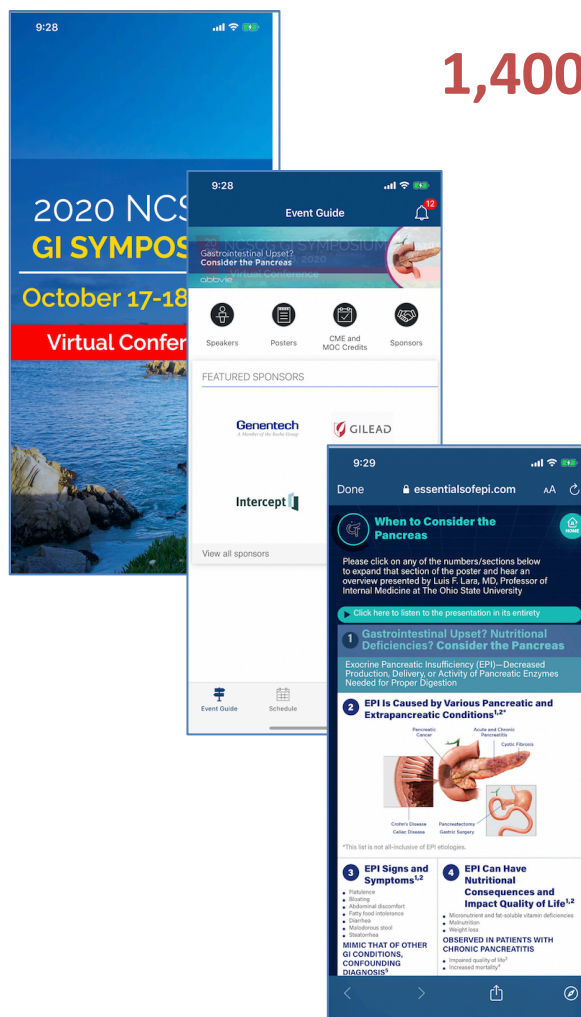 1,400
9:28
2020 NCS
GI SYMPOS
October 17-18
Virtual Confer
9:28
12
Event Guide
20 NCSCG GI SYMPOSIUM
Gastrointestinal Upset?
Consider the Pancreas
Virtual Conference
abbvie
Speakers
Posters
CME and
MOC Credits
Sponsors
FEATURED SPONSORS
Genentech
A Member of the Roche Group
GILEAD
Intercept
View all sponsors
Event Guide
Schedule
9:29
Done
essentialsofepi.com
AA
When to Consider the
Pancreas
HOME
Please click on any of the numbers/sections below
to expand that section of the poster and hear an
overview presented by Luis F. Lara, MD, Professor of
Internal Medicine at The Ohio State University
Click here to listen to the presentation in its entirety
1 Gastrointestinal Upset? Nutritional
Deficiencies? Consider the Pancreas
Exocrine Pancreatic Insufficiency (EPI)—Decreased
Production, Delivery, or Activity of Pancreatic Enzymes
Needed for Proper Digestion
2 EPI Is Caused by Various Pancreatic and
Extrapancreatic Conditions1,2*
Pancreatic
Cancer
Acute and Chronic
Pancreatitis
Cystic Fibrosis
Crohn's Disease
Celiac Disease
Pancreatectomy
Gastric Surgery
*This list is not all-inclusive of EPI etiologies.
3 EPI Signs and
Symptoms1,2
• Flatulence
• Bloating
• Abdominal discomfort
• Fatty food intolerance
• Diarrhea
• Malodorous stool
• Steatorrhea
MIMIC THAT OF OTHER
GI CONDITIONS,
CONFOUNDING
DIAGNOSIS5
4 EPI Can Have
Nutritional
Consequences and
Impact Quality of Life1,2
• Micronutrient and fat-soluble vitamin deficiencies
• Malnutrition
• Weight loss
OBSERVED IN PATIENTS WITH
CHRONIC PANCREATITIS
• Impaired quality of life3
• Increased mortality4